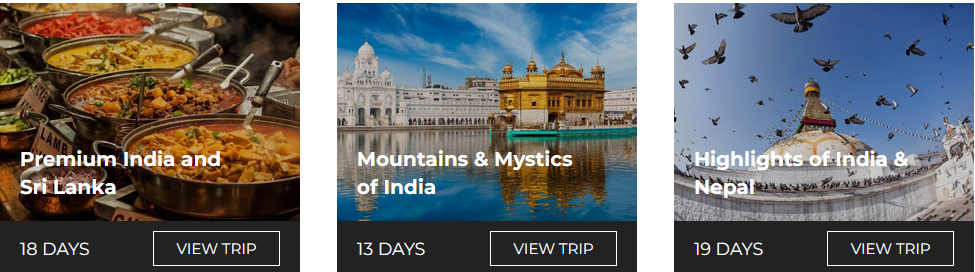 LAMB
Premium India and
Sri Lanka
18 DAYS
VIEW TRIP
Mountains & Mystics
of India
13 DAYS
VIEW TRIP
Highlights of India &
Nepal
19 DAYS
VIEW TRIP